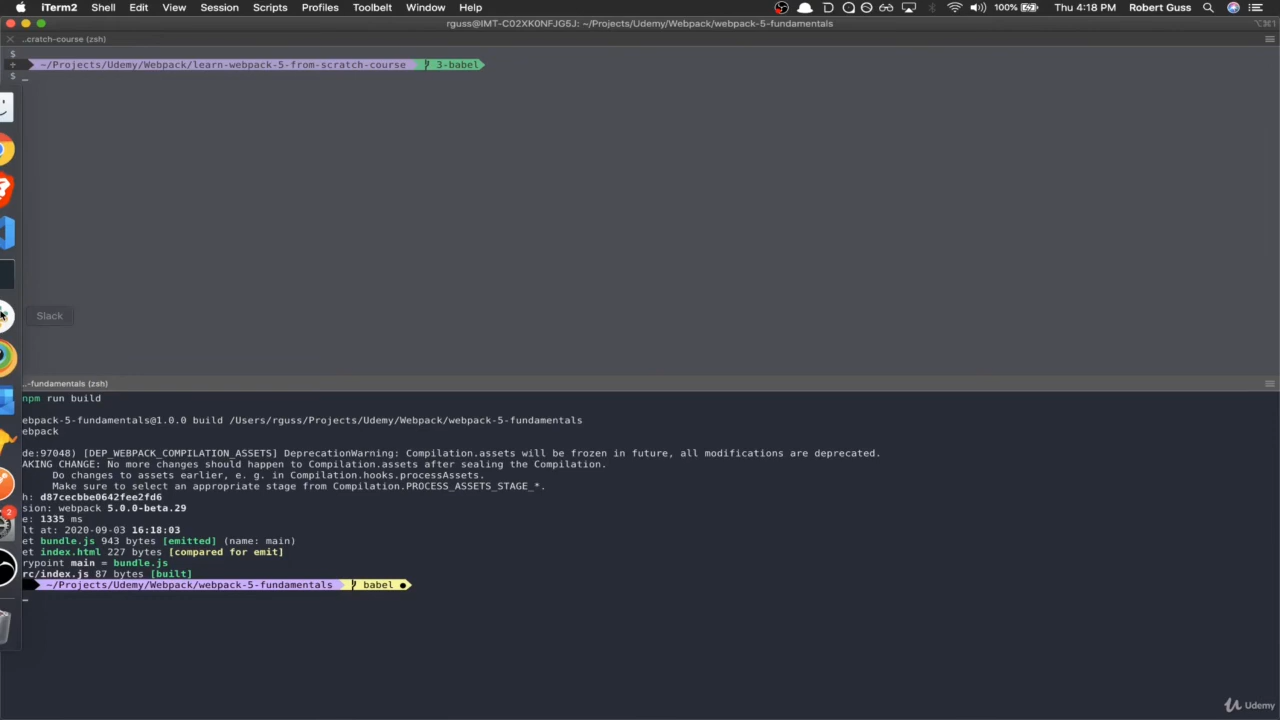 iTerm2 Shell Edit View Session Scripts Profiles Toolbelt Window Help 100% Thu 4:18 PM Robert Guss
rguss@IMT-C02XK0NFJG5J: ~/Projects/Udemy/Webpack/webpack-5-fundamentals
..cratch-course (zsh)
$
+ ~/Projects/Udemy/Webpack/learn-webpack-5-from-scratch-course 3-babel
$ _
Slack
..-fundamentals (zsh)
npm run build
ebpack-5-fundamentals@1.0.0 build /Users/rguss/Projects/Udemy/Webpack/webpack-5-fundamentals
ebpack
de:97048) [DEP_WEBPACK_COMPILATION_ASSETS] DeprecationWarning: Compilation.assets will be frozen in future, all modifications are deprecated.
AKING CHANGE: No more changes should happen to Compilation.assets after sealing the Compilation.
Do changes to assets earlier, e. g. in Compilation.hooks.processAssets.
Make sure to select an appropriate stage from Compilation.PROCESS_ASSETS_STAGE_*.
h: d87cecbbe0642fee2fd6
sion: webpack 5.0.0-beta.29
e: 1335 ms
lt at: 2020-09-03 16:18:03
et bundle.js 943 bytes [emitted] (name: main)
et index.html 227 bytes [compared for emit]
rypoint main = bundle.js
rc/index.js 87 bytes [built]
~/Projects/Udemy/Webpack/webpack-5-fundamentals babel ●
_
2
Udemy